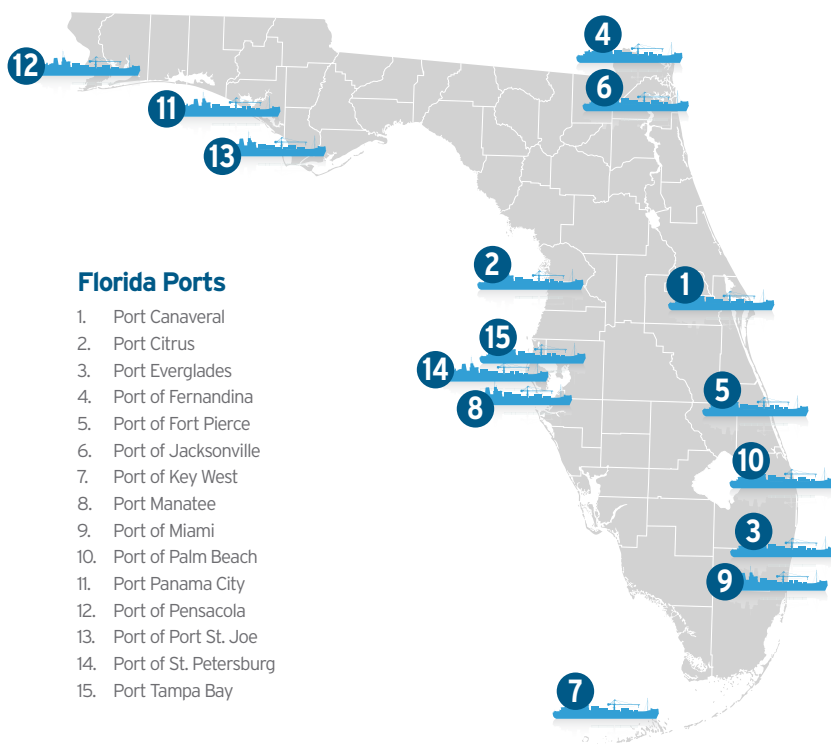 4
12
6
11
13
2
Florida Ports
1
1. Port Canaveral
2. Port Citrus
15
3. Port Everglades
14
4. Port of Fernandina
5
5. Port of Fort Pierce
8
6. Port of Jacksonville
10
7. Port of Key West
8. Port Manatee
9. Port of Miami
3
10. Port of Palm Beach
9
11. Port Panama City
12. Port of Pensacola
13. Port of Port St. Joe
14. Port of St. Petersburg
15. Port Tampa Bay
7